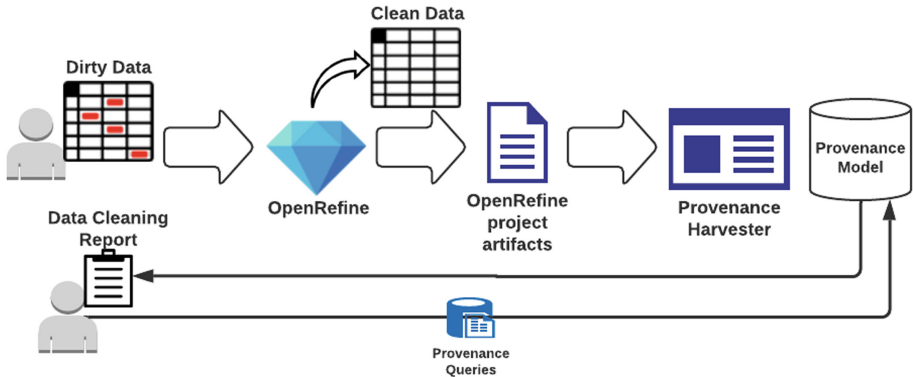 Clean Data
Dirty Data
OpenRefine
OpenRefine
project
artifacts
Provenance
Harvester
Provenance
Model
Data Cleaning
Report
Provenance
Queries